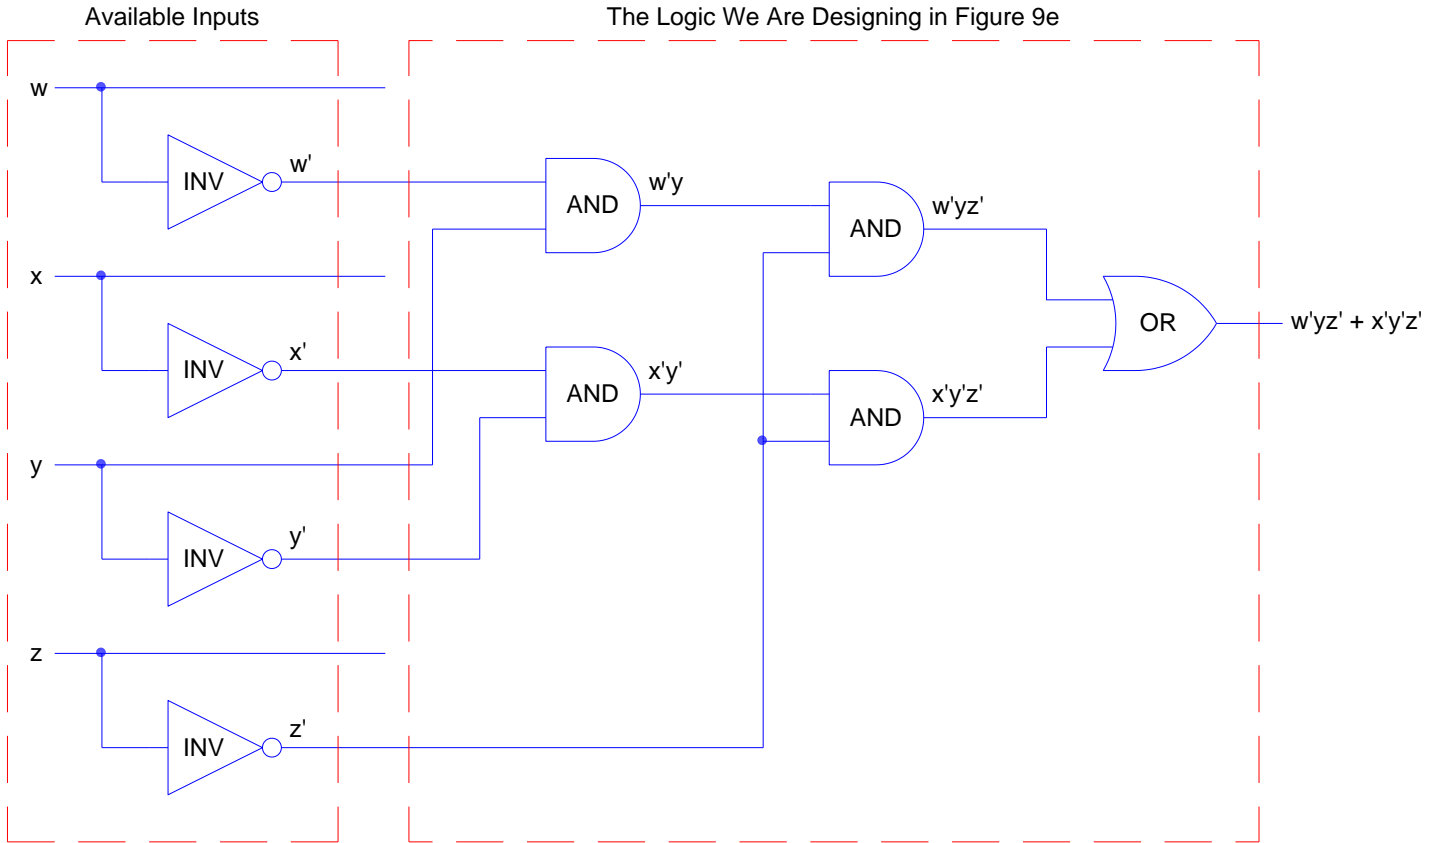 Available Inputs
The Logic We Are Designing in Figure 9e
w
INV
w'
AND
w'y
AND
w'yz'
x
INV
x'
AND
x'y'
AND
x'y'z'
OR
w'yz' + x'y'z'
y
INV
y'
z
INV
z'